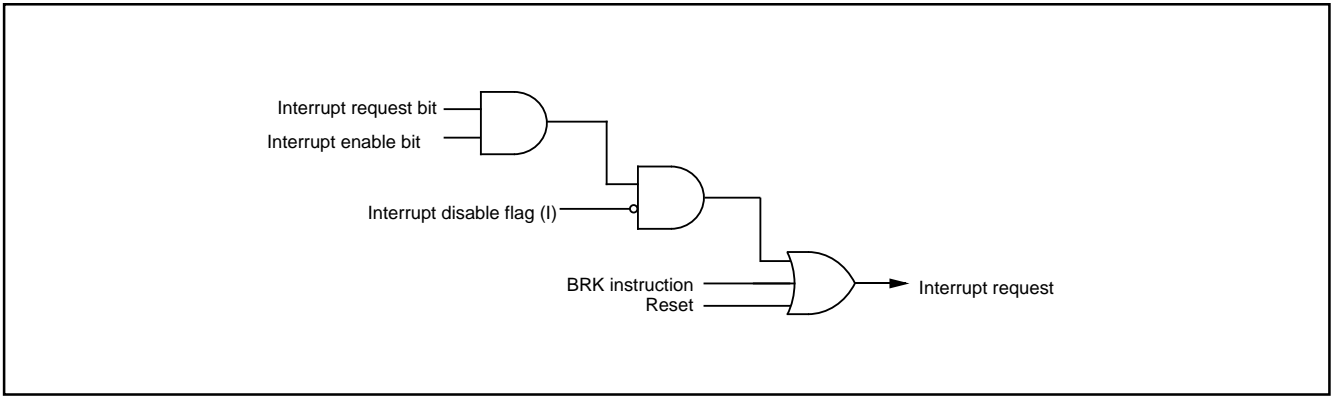 Interrupt request bit
Interrupt enable bit
Interrupt disable flag (I)
BRK instruction
Reset
Interrupt request